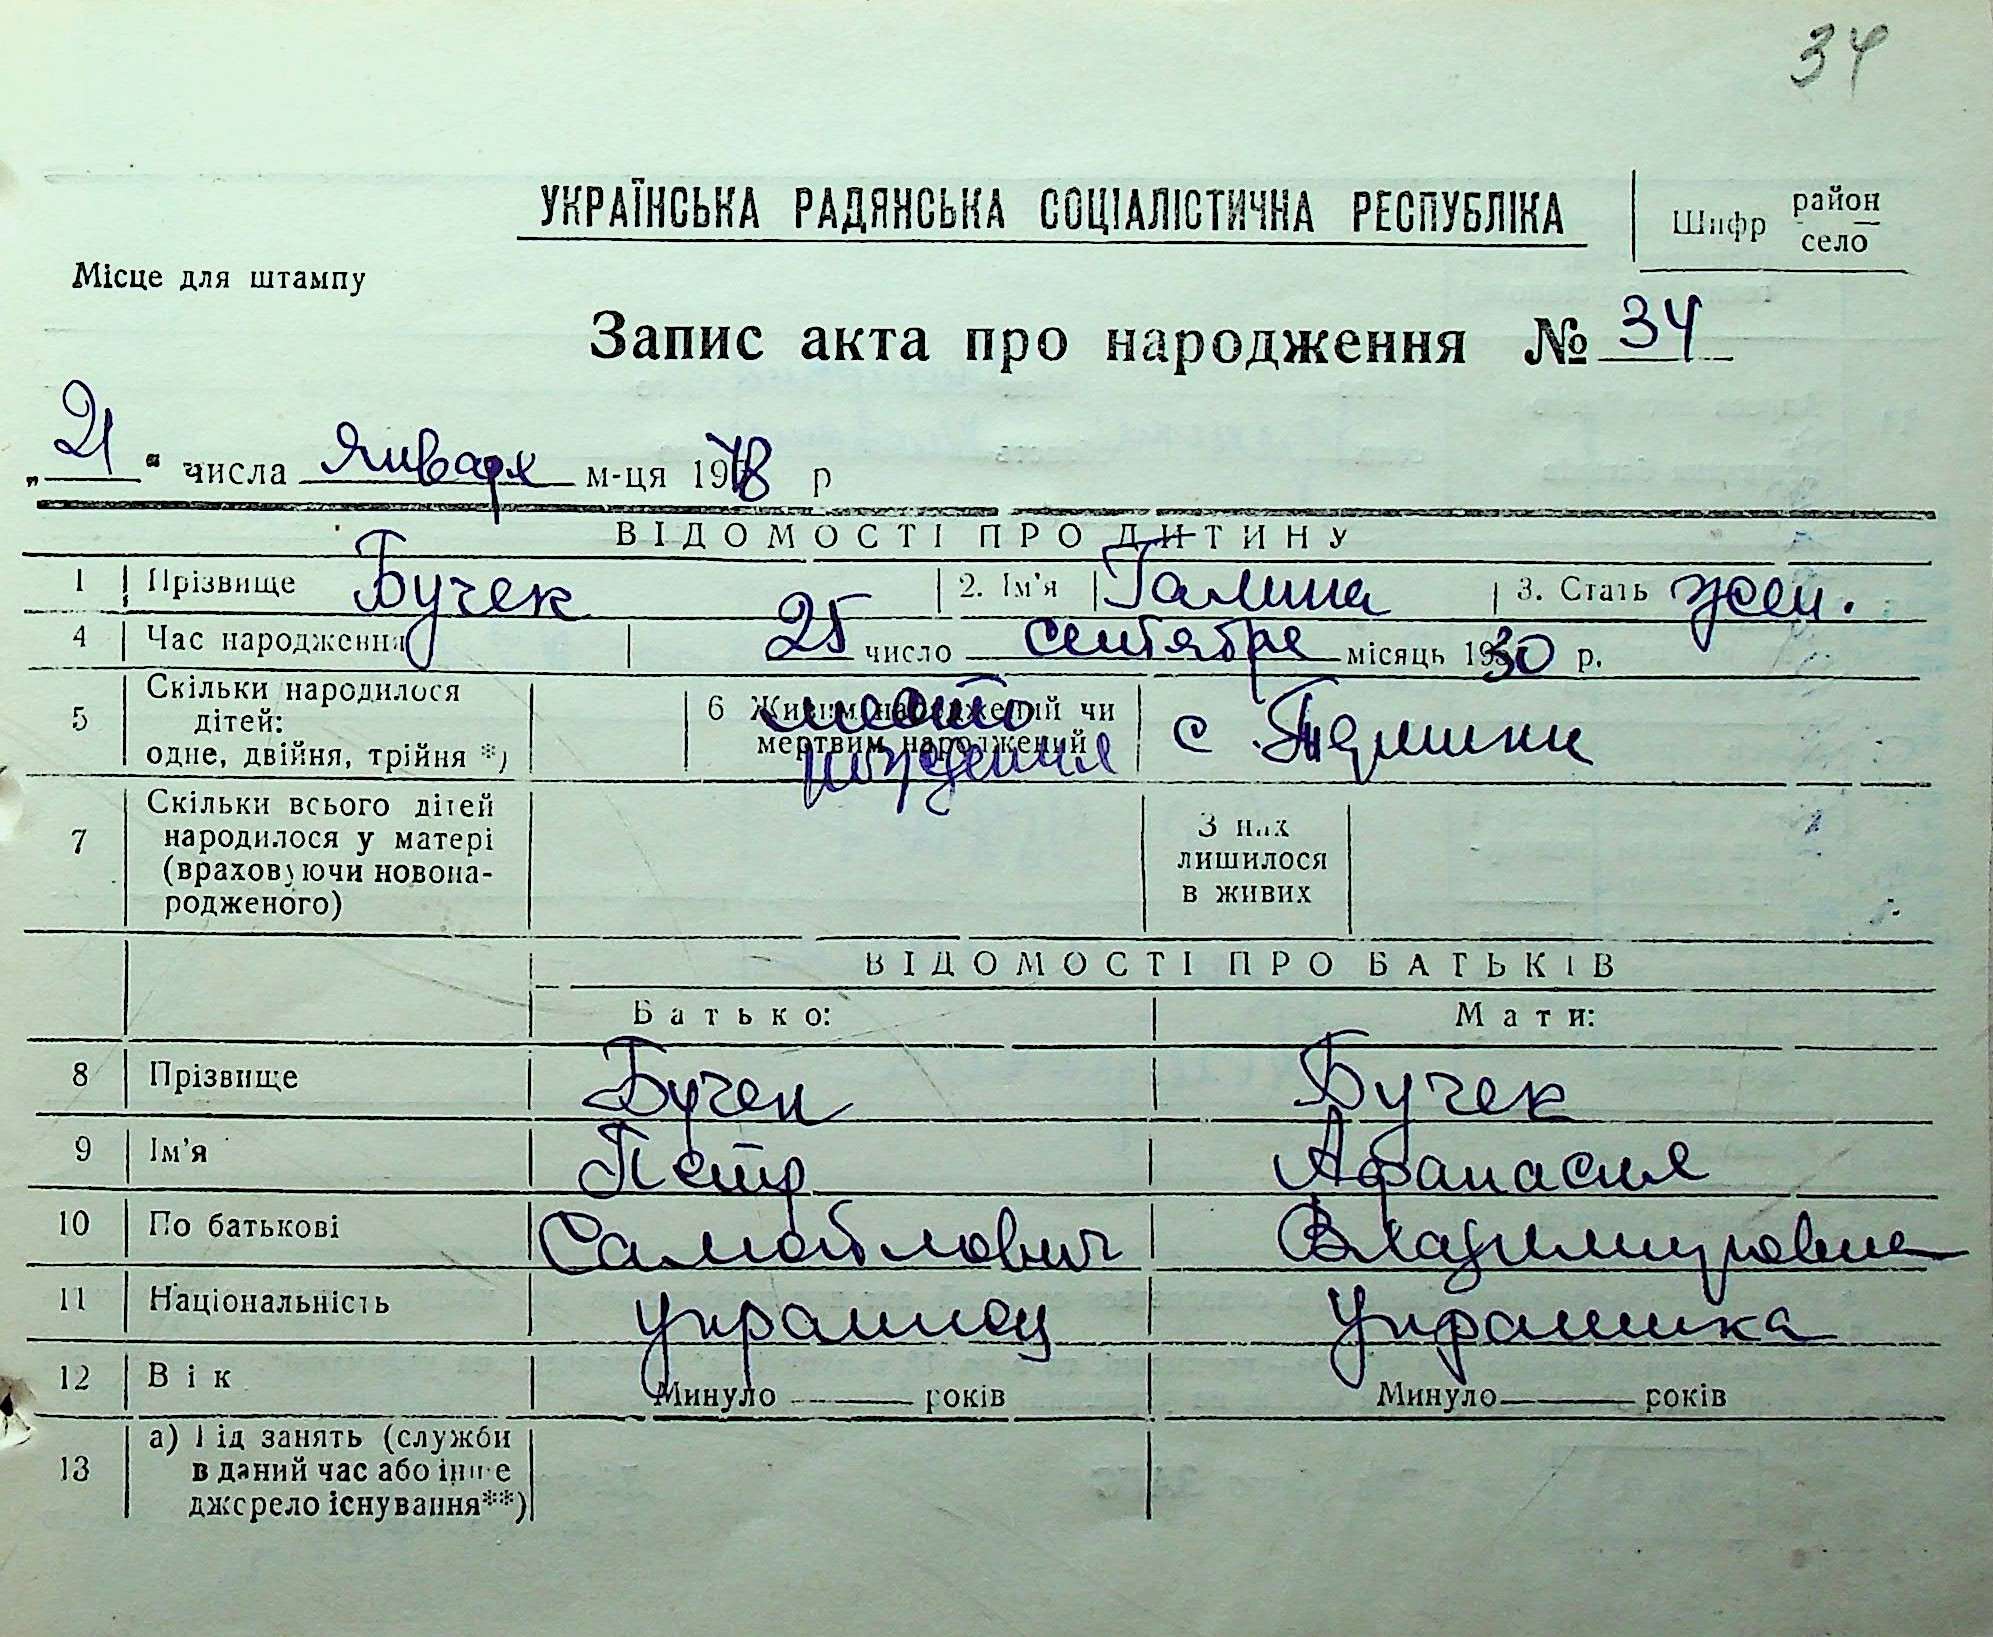 34
УКРАЇНСЬКА РАДЯНСЬКА СОЦІАЛІСТИЧНА РЕСПУБЛІКА
Шифр район село
Місце для штампу
Запис акта про народження № 34
„21" числа января м-ця 1948 р
ВІДОМОСТІ ПРО ДИТИНУ
1 Прізвище Бучек 2. Ім'я Галина 3. Стать жен.
4 Час народження 25 число сентября місяць 1930 р.
5 Скільки народилося дітей: одне, двійня, трійня *)
6 Живим народжений чи мертвим народжений
место рождения
с.
7 Скільки всього дітей народилося у матері (враховуючи новонародженого)
З них лишилося в живих
ВІДОМОСТІ ПРО БАТЬКІВ
Батько: Мати:
8 Прізвище Бучек Бучек
9 Ім'я Петр Афанасия
10 По батькові Самойлович Владимировна
11 Національність украинец Украинка
12 Вік Минуло років Минуло років
13 а) Під занять (служби
в даний час або інше
джерело існування**)